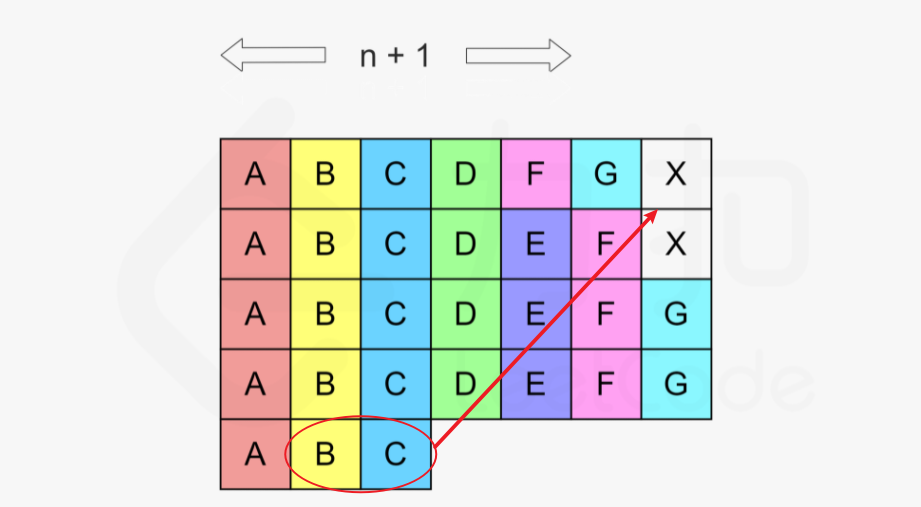 n + 1
A B C D F G X
A B C D E F X
A B C D E F G
A B C D E F G
A B C